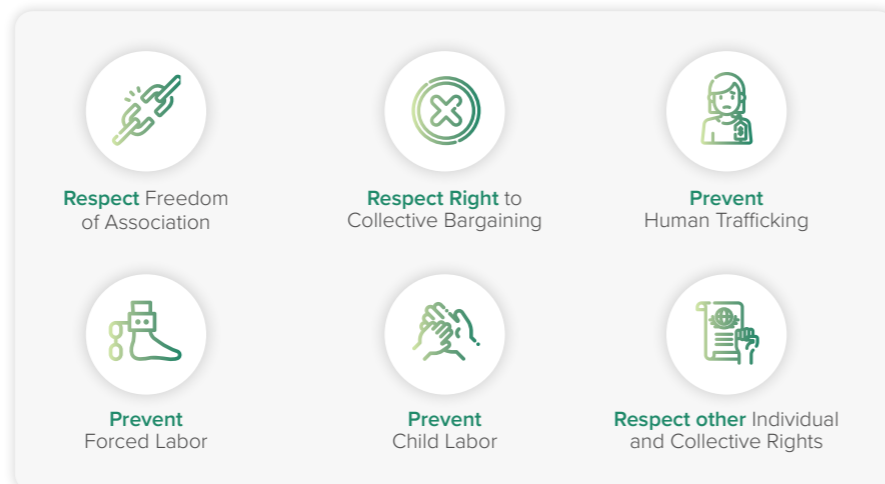 Respect Freedom
of Association
Respect Right to
Collective Bargaining
Prevent
Human Trafficking
Prevent
Forced Labor
Prevent
Child Labor
Respect other Individual
and Collective Rights